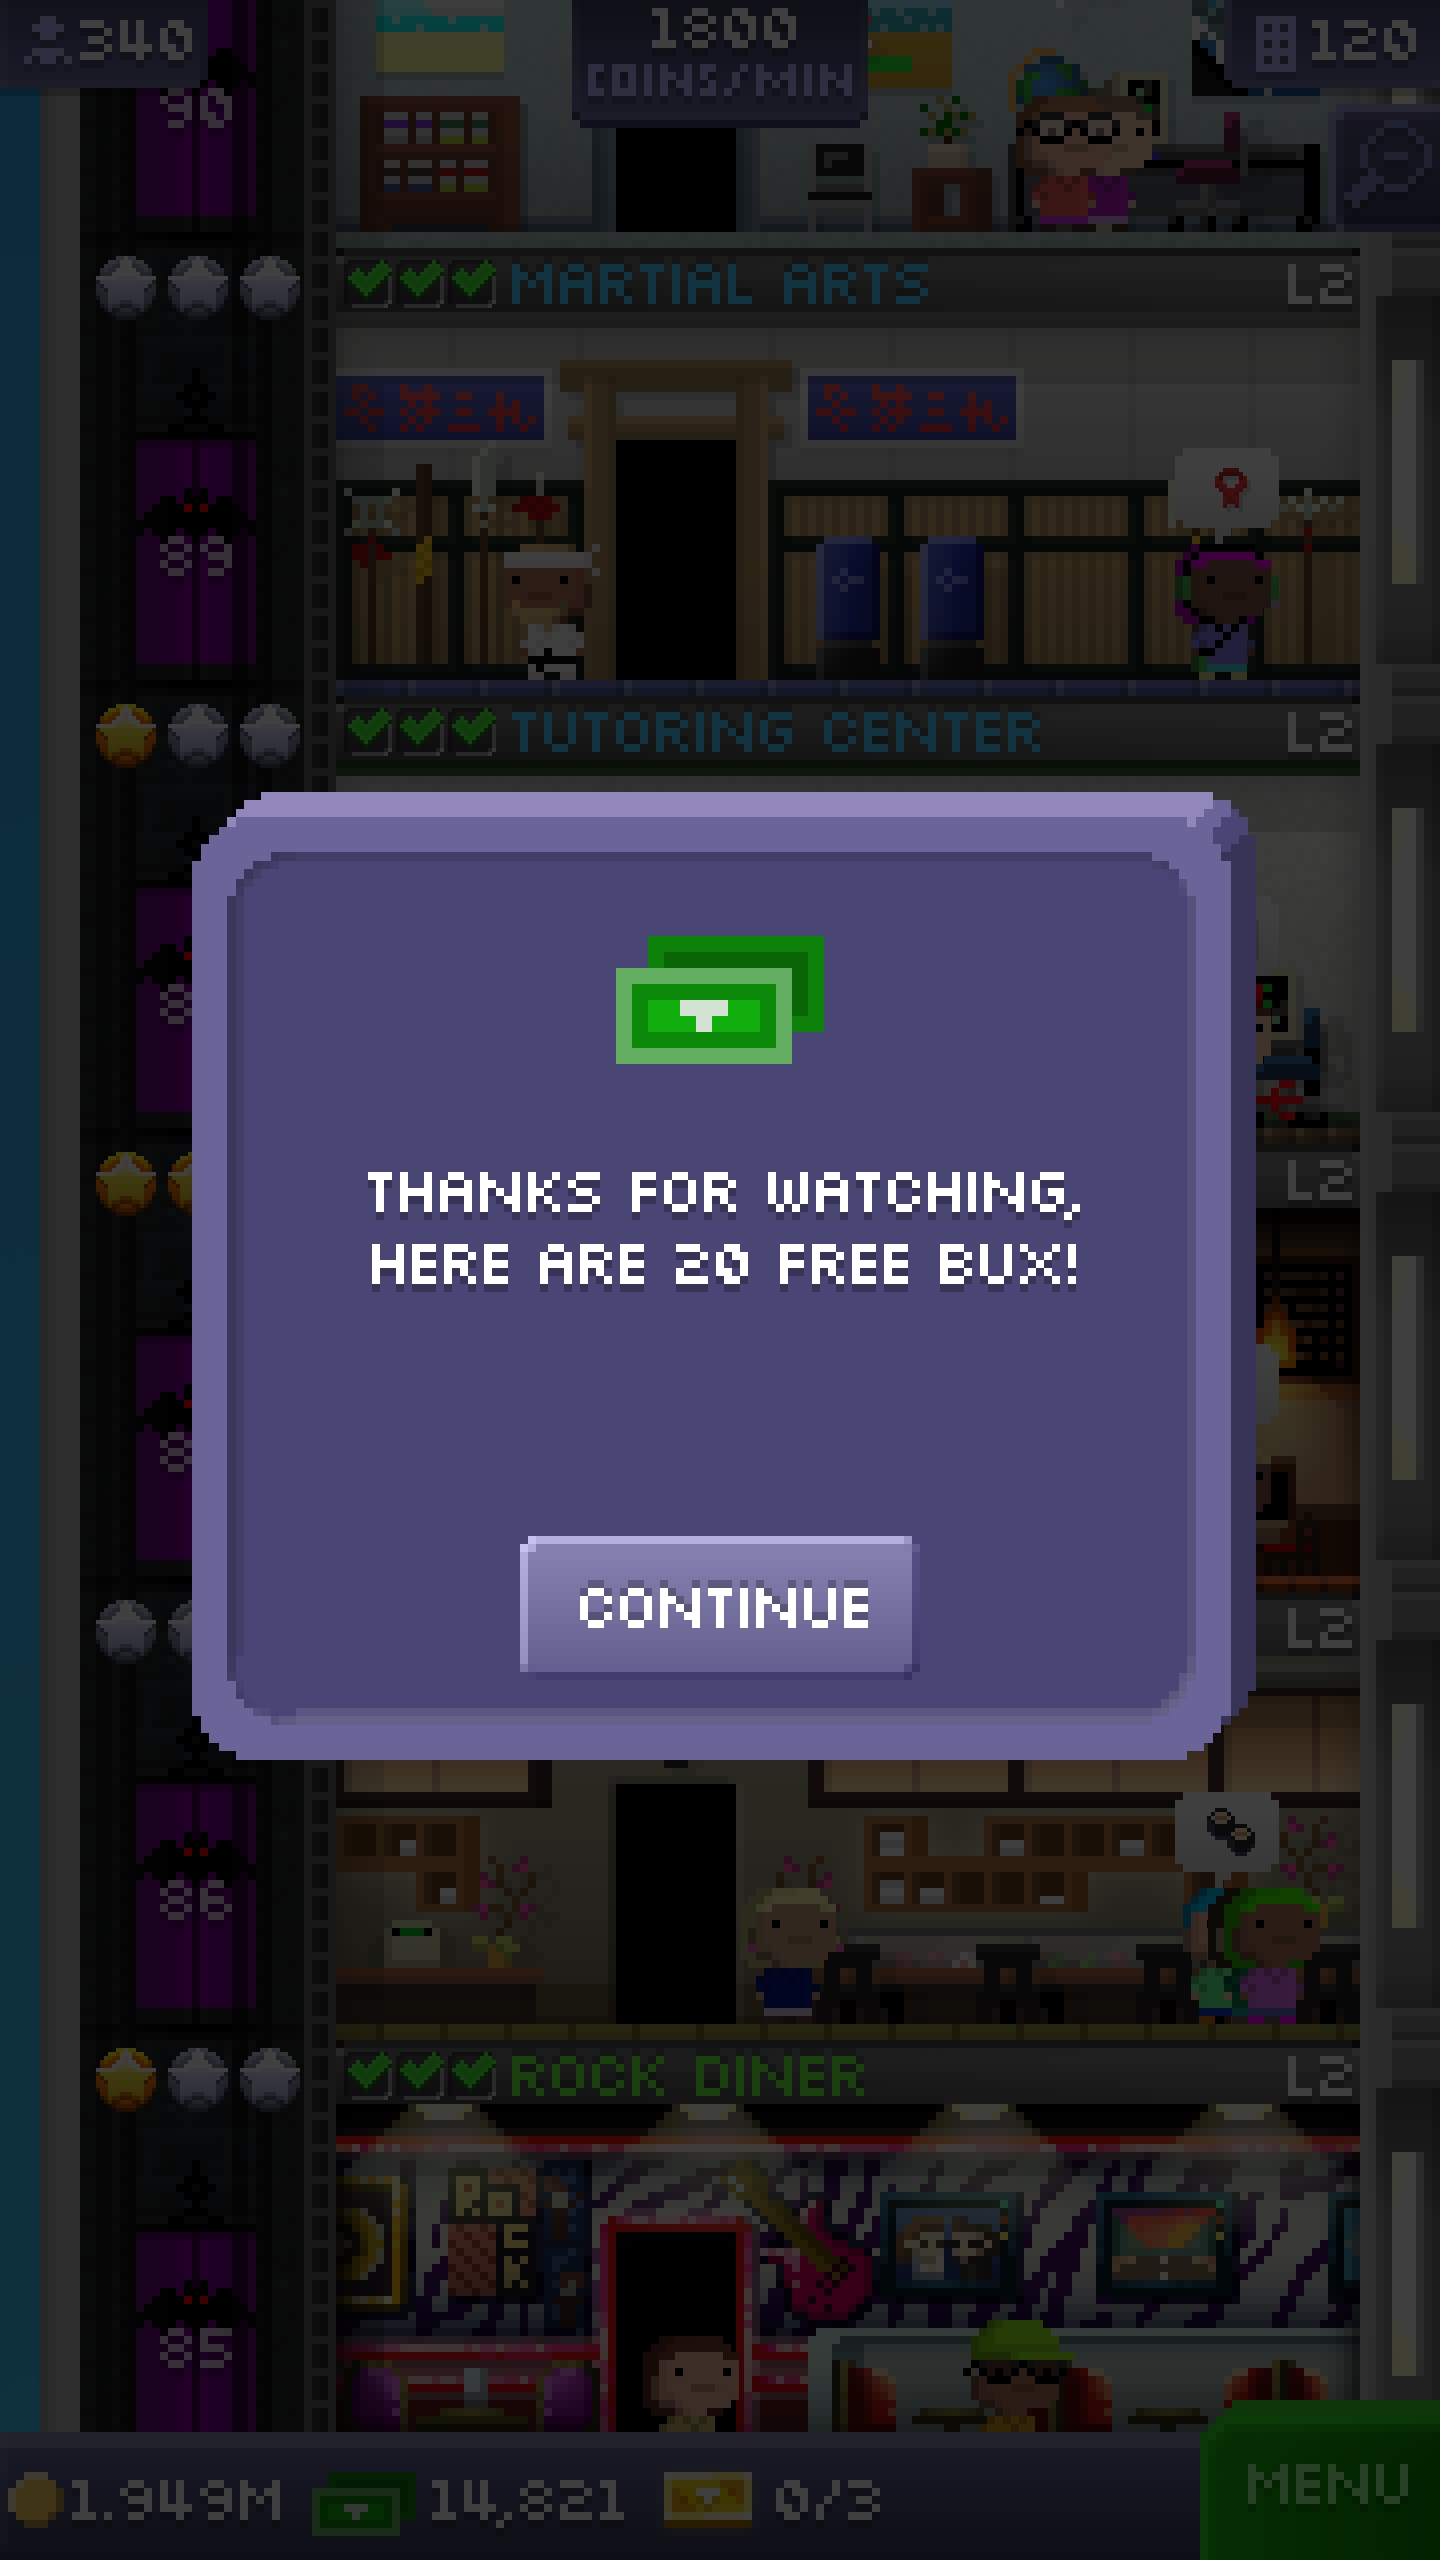 340
1800
COINS/MIN
120
90
MARTIAL ARTS
L2
89
TUTORING CENTER
L2
L2
THANKS FOR WATCHING,
HERE ARE 20 FREE BUX!
CONTINUE
L2
86
ROCK DINER
L2
85
1.949M
14,821
0/3
MENU